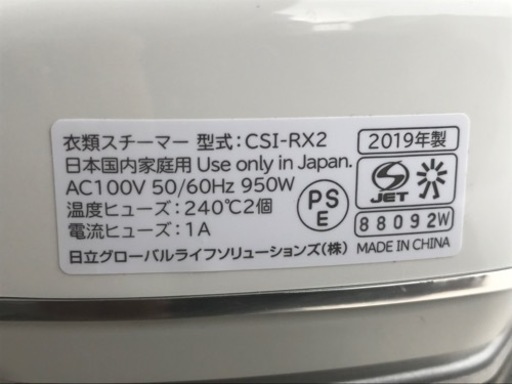 衣類スチーマー 型式:CSI-RX2 2019年製
日本国内家庭用 Use only in Japan.
AC100V 50/60Hz 950W
温度ヒューズ:240℃2個
電流ヒューズ:1A
PS
E
S
JET
88092W
日立グローバルライフソリューションズ(株) MADE IN CHINA